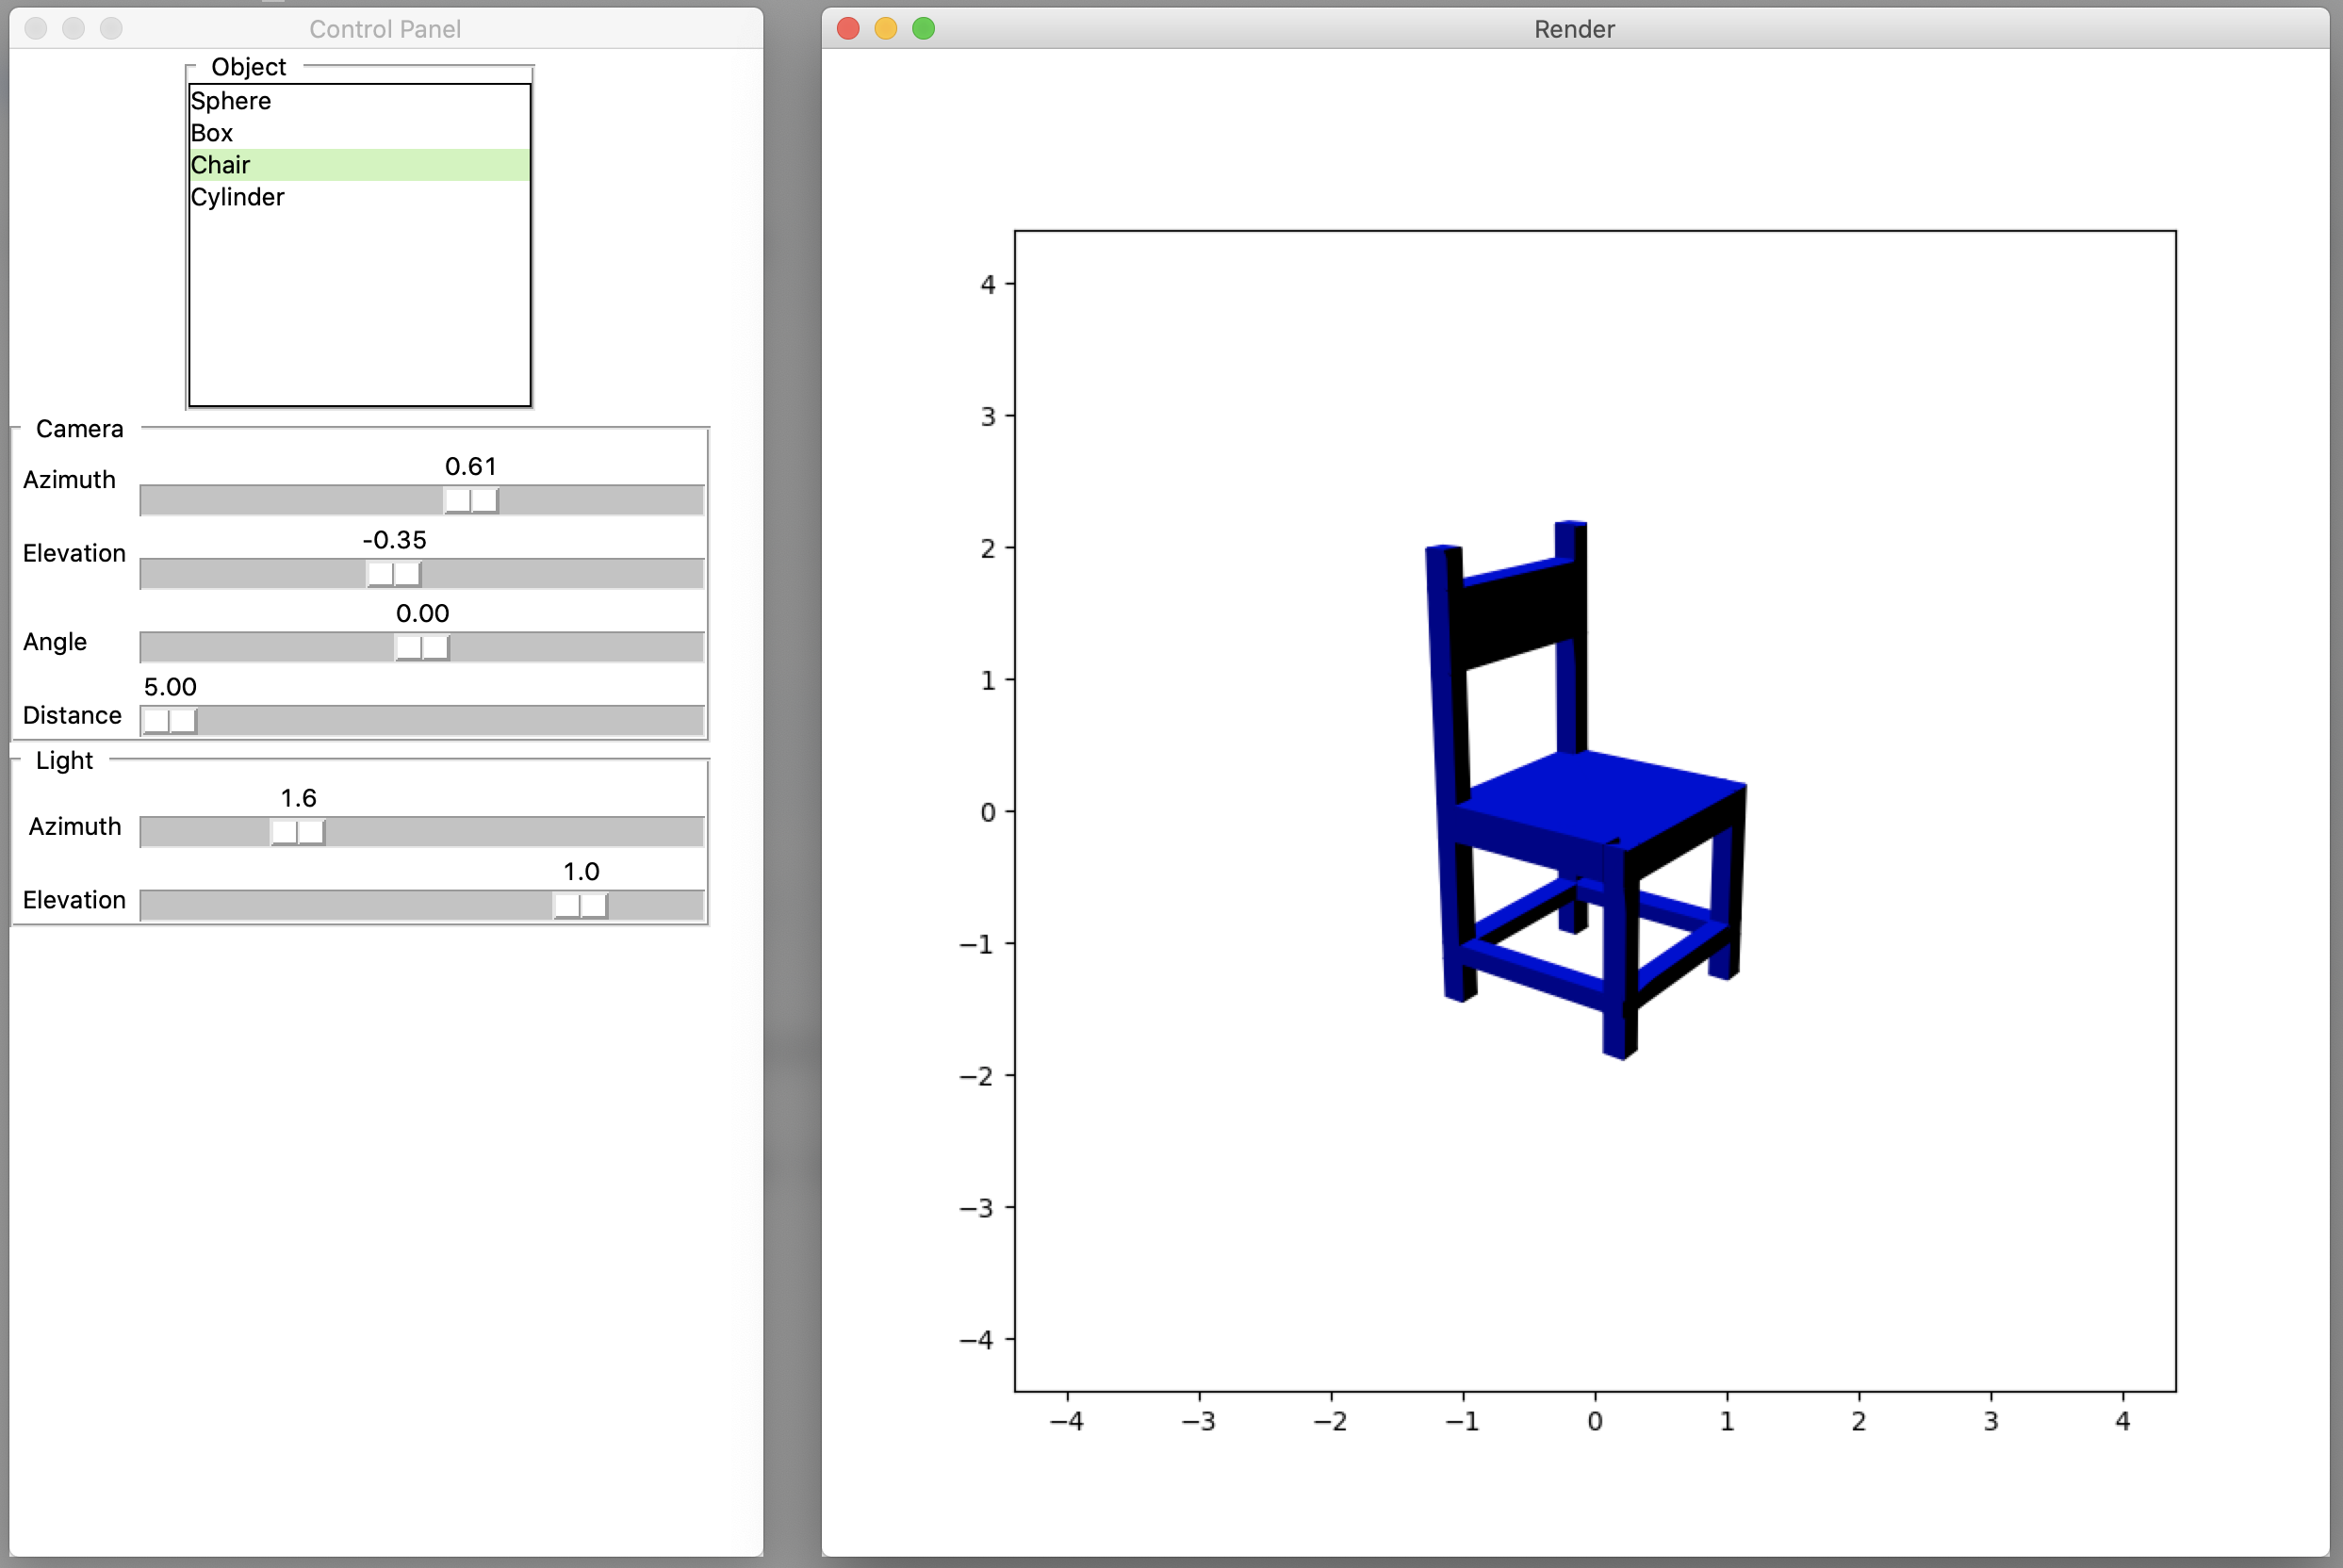 Control Panel
Object
Sphere
Box
Chair
Cylinder
Camera
0.61
Azimuth
-0.35
Elevation
0.00
Angle
5.00
Distance
Light
1.6
Azimuth
1.0
Elevation
Render
4
3
2
1
0
−1
−2
−3
−4
−4 −3 −2 −1 0 1 2 3 4